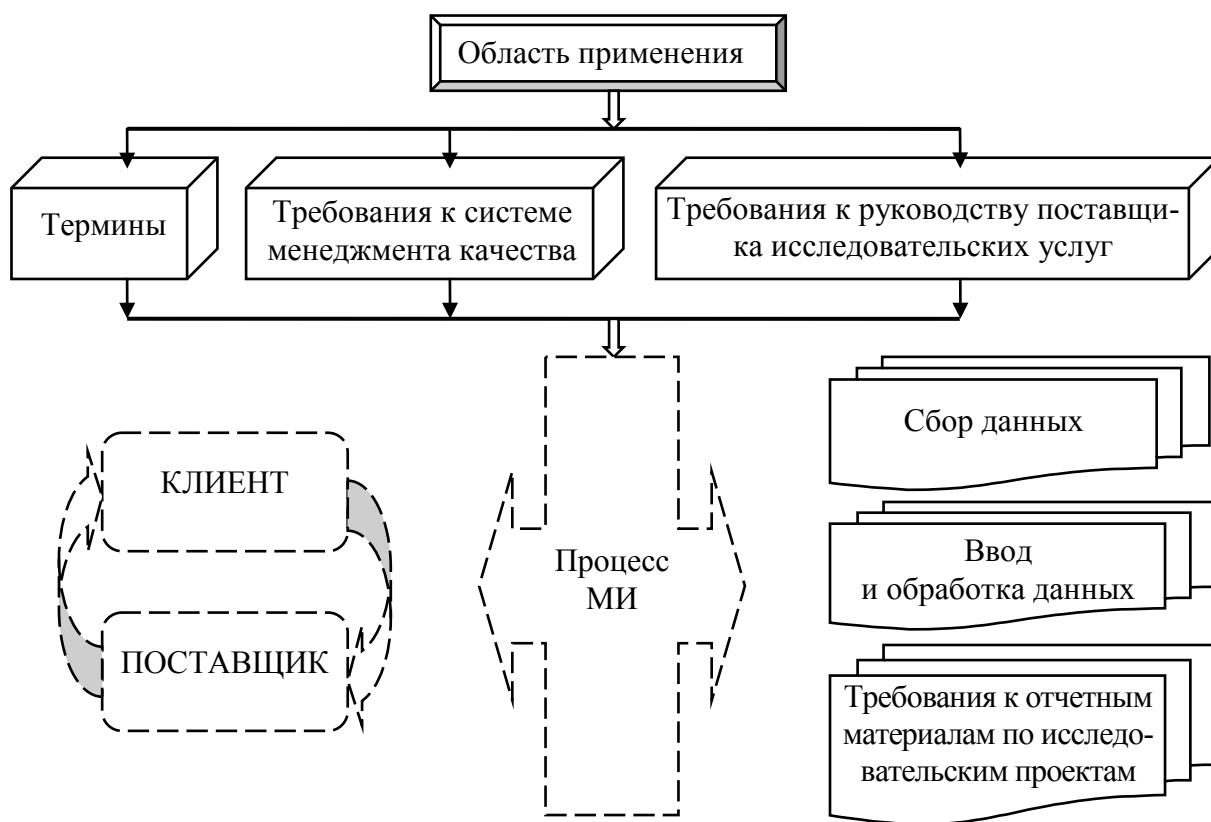 Область применения
Термины
Требования к системе
менеджмента качества
Требования к руководству поставщи-
ка исследовательских услуг
КЛИЕНТ
ПОСТАВЩИК
Процесс
МИ
Сбор данных
Ввод
и обработка данных
Требования к отчетным
материалам по исследо-
вательским проектам